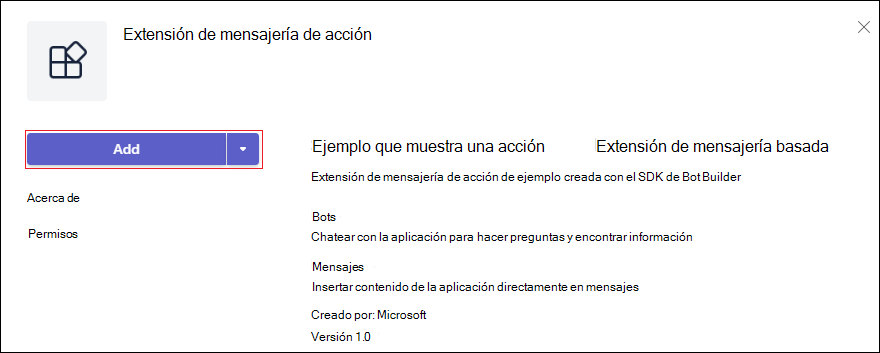 Extensión de mensajería de acción
Add
Acerca de
Permisos
Ejemplo que muestra una acción Extensión de mensajería basada
Extensión de mensajería de acción de ejemplo creada con el SDK de Bot Builder
Bots
Chatear con la aplicación para hacer preguntas y encontrar información
Mensajes
Insertar contenido de la aplicación directamente en mensajes
Creado por: Microsoft
Versión 1.0